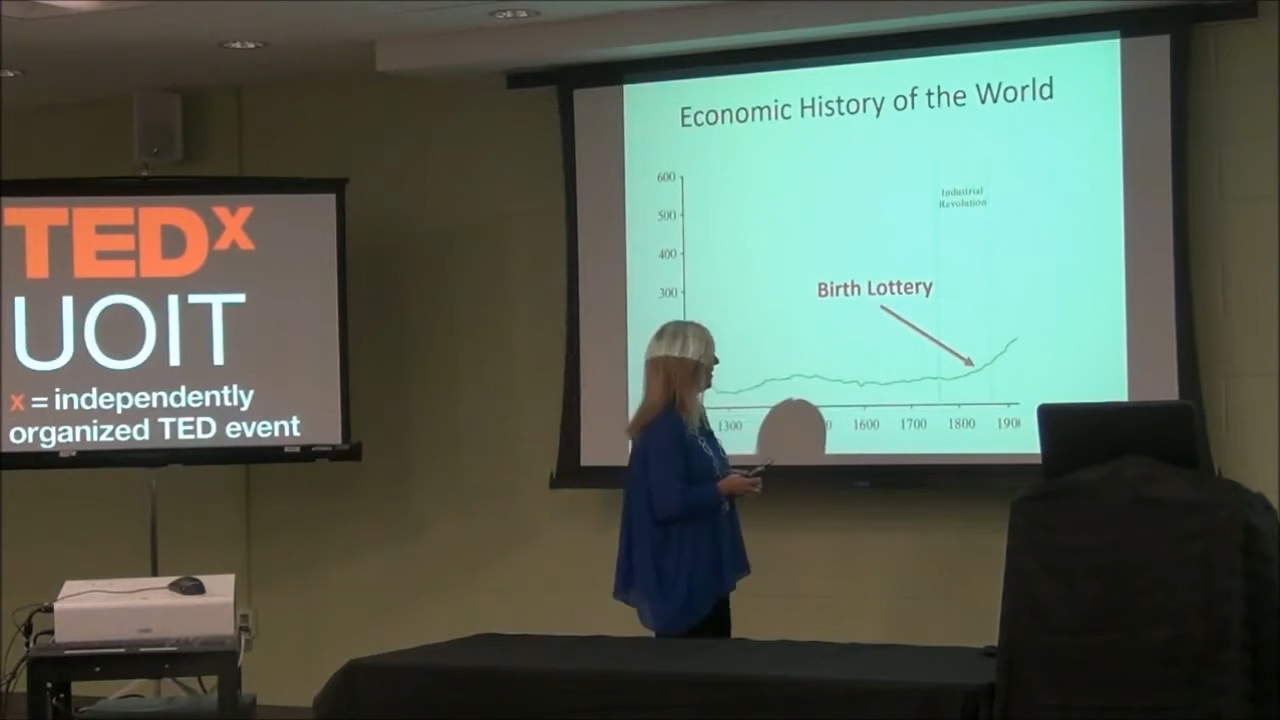 TEDx
UOIT
x = independently
organized TED event
Economic History of the World
600
500
400
300
Industrial
Revolution
Birth Lottery
1300
1600
1700
1800